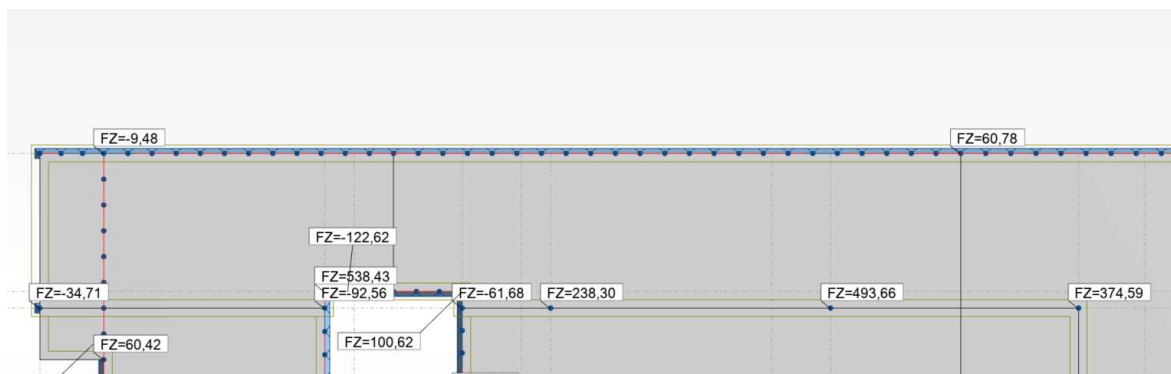 FZ=-9,48
FZ=60,78
FZ=-122,62
FZ=538,43
FZ=-34,71
FZ=-92,56
FZ=-61,68
FZ=238,30
FZ=493,66
FZ=374,59
FZ=100,62
FZ=60,42